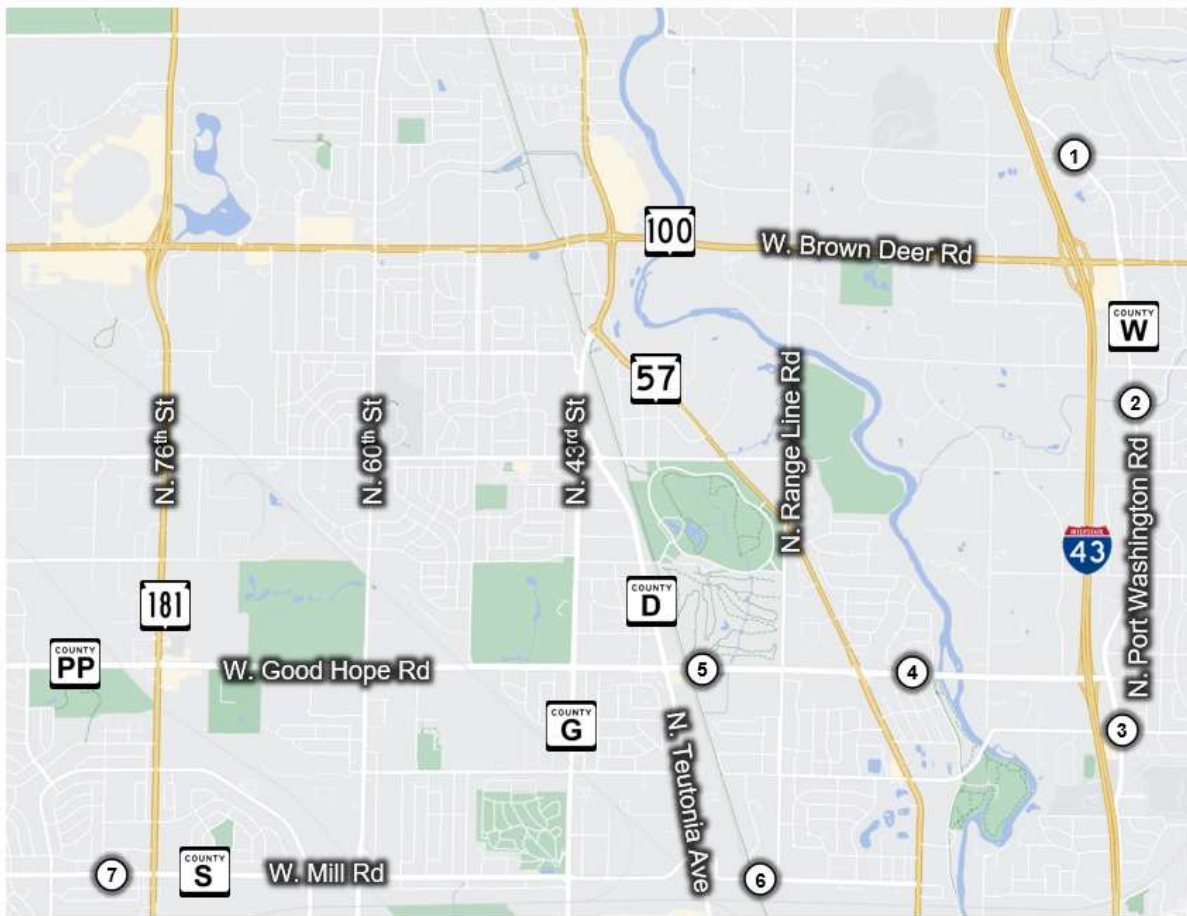 1
100
W. Brown Deer Rd
COUNTY
W
57
2
N. 76th St
N. 60th St
N. 43rd St
N. Range Line Rd
N. Port Washington Rd
INTERSTATE
43
181
COUNTY
D
COUNTY
PP
W. Good Hope Rd
5
4
COUNTY
G
3
N. Teutonia Ave
7
COUNTY
S
W. Mill Rd
6